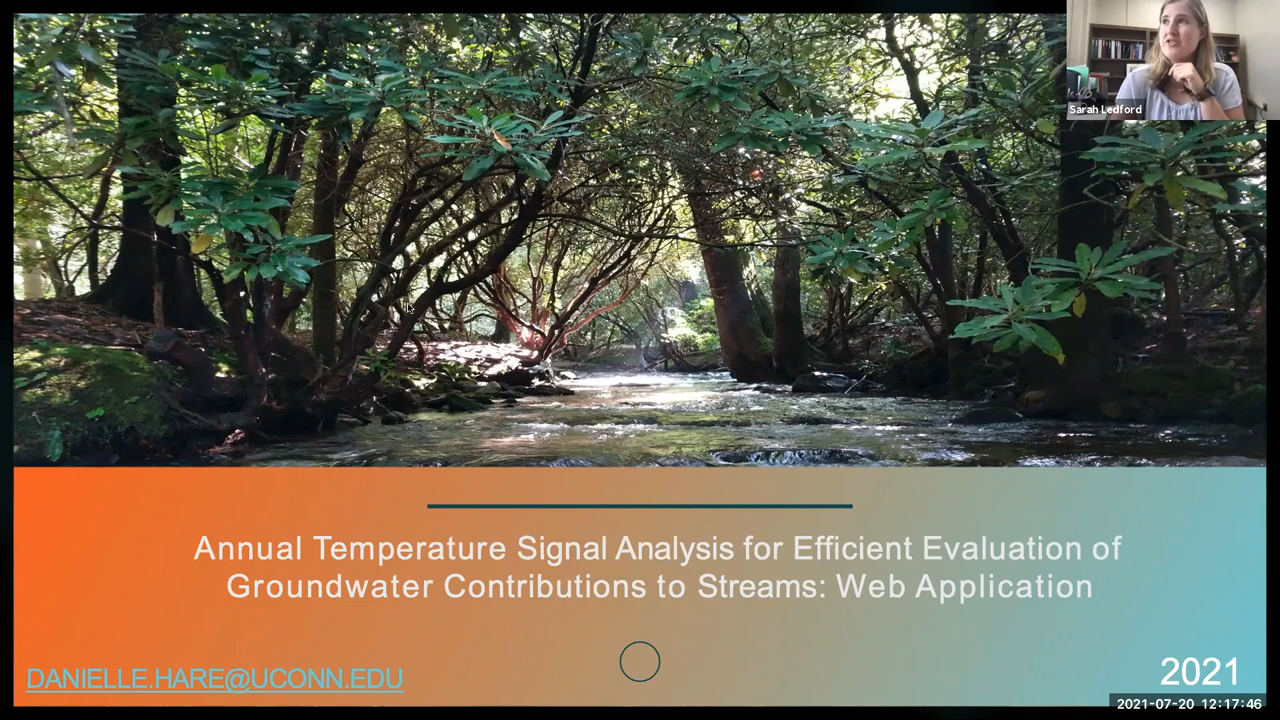 Sarah Ledford
Annual Temperature Signal Analysis for Efficient Evaluation of
Groundwater Contributions to Streams: Web Application
DANIELLE.HARE@UCONN.EDU
2021
2021-07-20 12:17:46